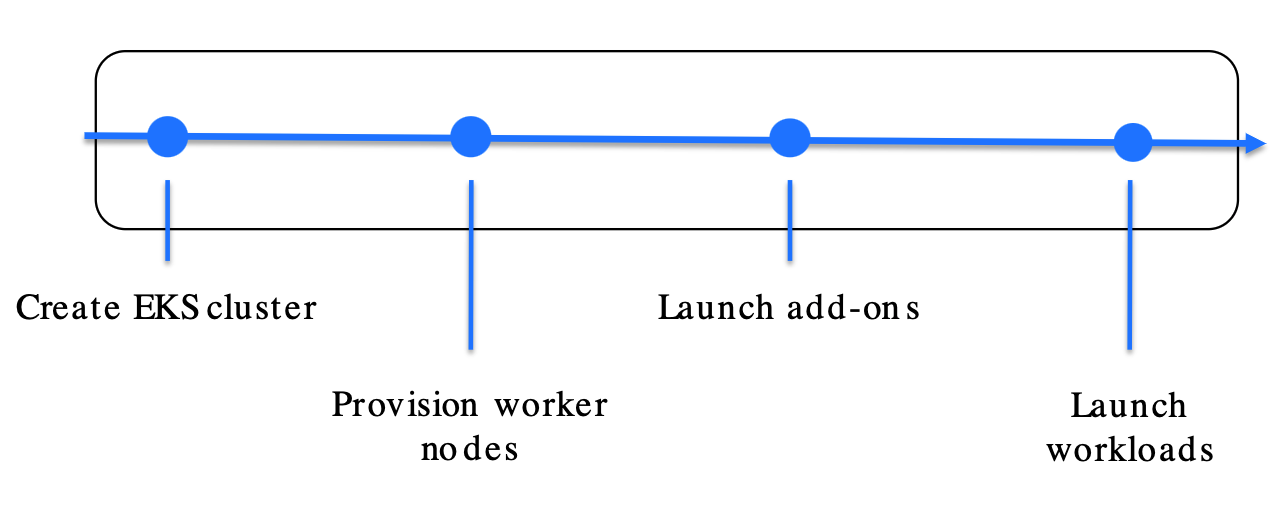 Create EKS cluster
Launch add-ons
Provision worker
nodes
Launch
workloads